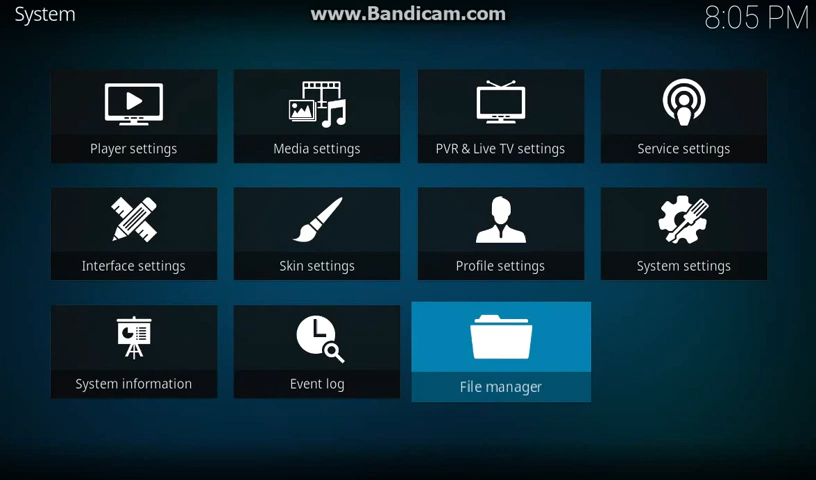 System
www.Bandicam.com
8:05 PM
Player settings
Media settings
PVR & Live TV settings
Service settings
Interface settings
Skin settings
Profile settings
System settings
System information
Event log
File manager